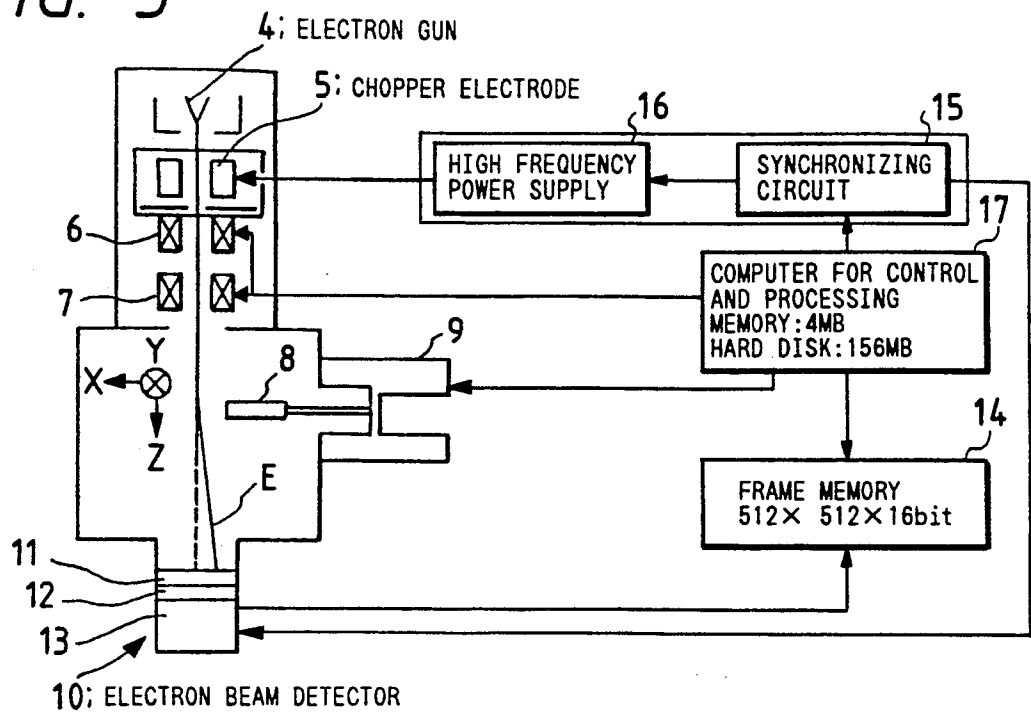 4; ELECTRON GUN
5; CHOPPER ELECTRODE
16
15
HIGH FREQUENCY
POWER SUPPLY
SYNCHRONIZING
CIRCUIT
6
17
7
COMPUTER FOR CONTROL
AND PROCESSING
MEMORY:4MB
HARD DISK:156MB
9
Y
8
X
Z
14
E
FRAME MEMORY
512× 512×16bit
11
12
13
10; ELECTRON BEAM DETECTOR